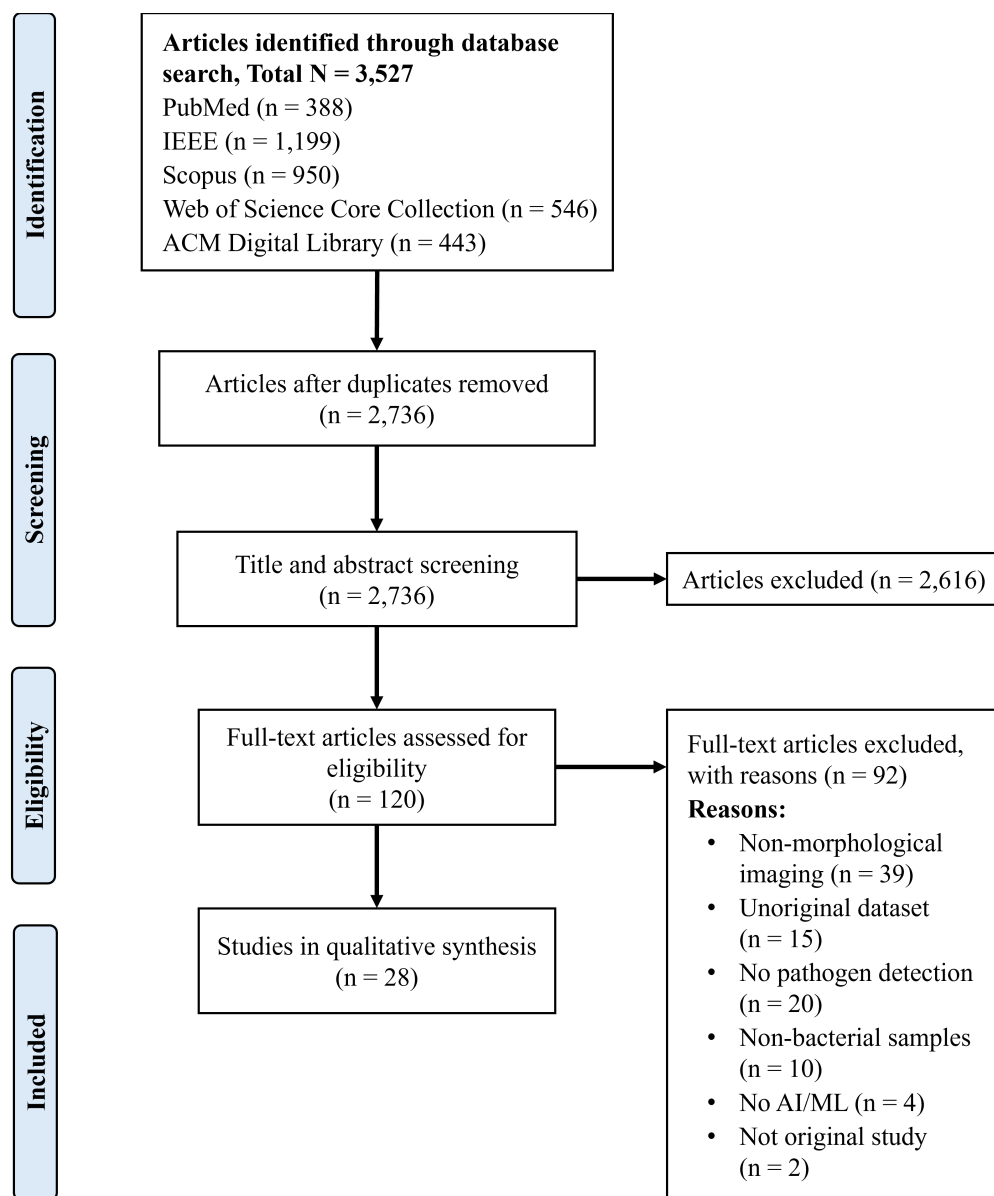 Identification
Articles identified through database
search, Total N = 3,527
PubMed (n = 388)
IEEE (n = 1,199)
Scopus (n = 950)
Web of Science Core Collection (n = 546)
ACM Digital Library (n = 443)
Screening
Articles after duplicates removed
(n = 2,736)
Title and abstract screening
(n = 2,736)
Articles excluded (n = 2,616)
Eligibility
Full-text articles assessed for
eligibility
(n = 120)
Full-text articles excluded,
with reasons (n = 92)
Reasons:
• Non-morphological
imaging (n = 39)
• Unoriginal dataset
(n = 15)
• No pathogen detection
(n = 20)
• Non-bacterial samples
(n = 10)
• No AI/ML (n = 4)
• Not original study
(n = 2)
Included
Studies in qualitative synthesis
(n = 28)